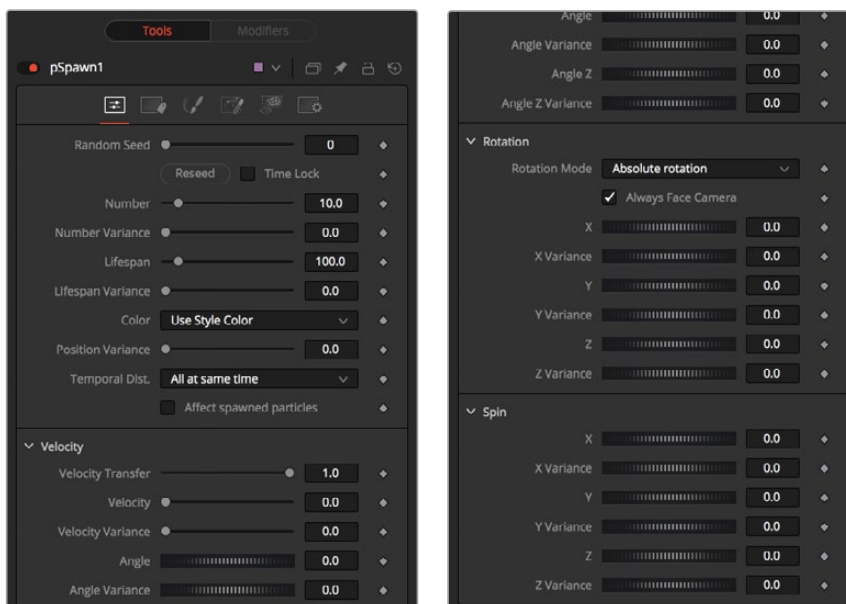 Tools Modifiers
pSpawn1
Random Seed 0
Reseed Time Lock
Number 10.0
Number Variance 0.0
Lifespan 100.0
Lifespan Variance 0.0
Color Use Style Color
Position Variance 0.0
Temporal Dist. All at same time
Affect spawned particles
Velocity
Velocity Transfer 1.0
Velocity 0.0
Velocity Variance 0.0
Angle 0.0
Angle Variance 0.0
Angle 0.0
Angle Variance 0.0
Angle Z 0.0
Angle Z Variance 0.0
Rotation
Rotation Mode Absolute rotation
Always Face Camera
X 0.0
X Variance 0.0
Y 0.0
Y Variance 0.0
Z 0.0
Z Variance 0.0
Spin
X 0.0
X Variance 0.0
Y 0.0
Y Variance 0.0
Z 0.0
Z Variance 0.0